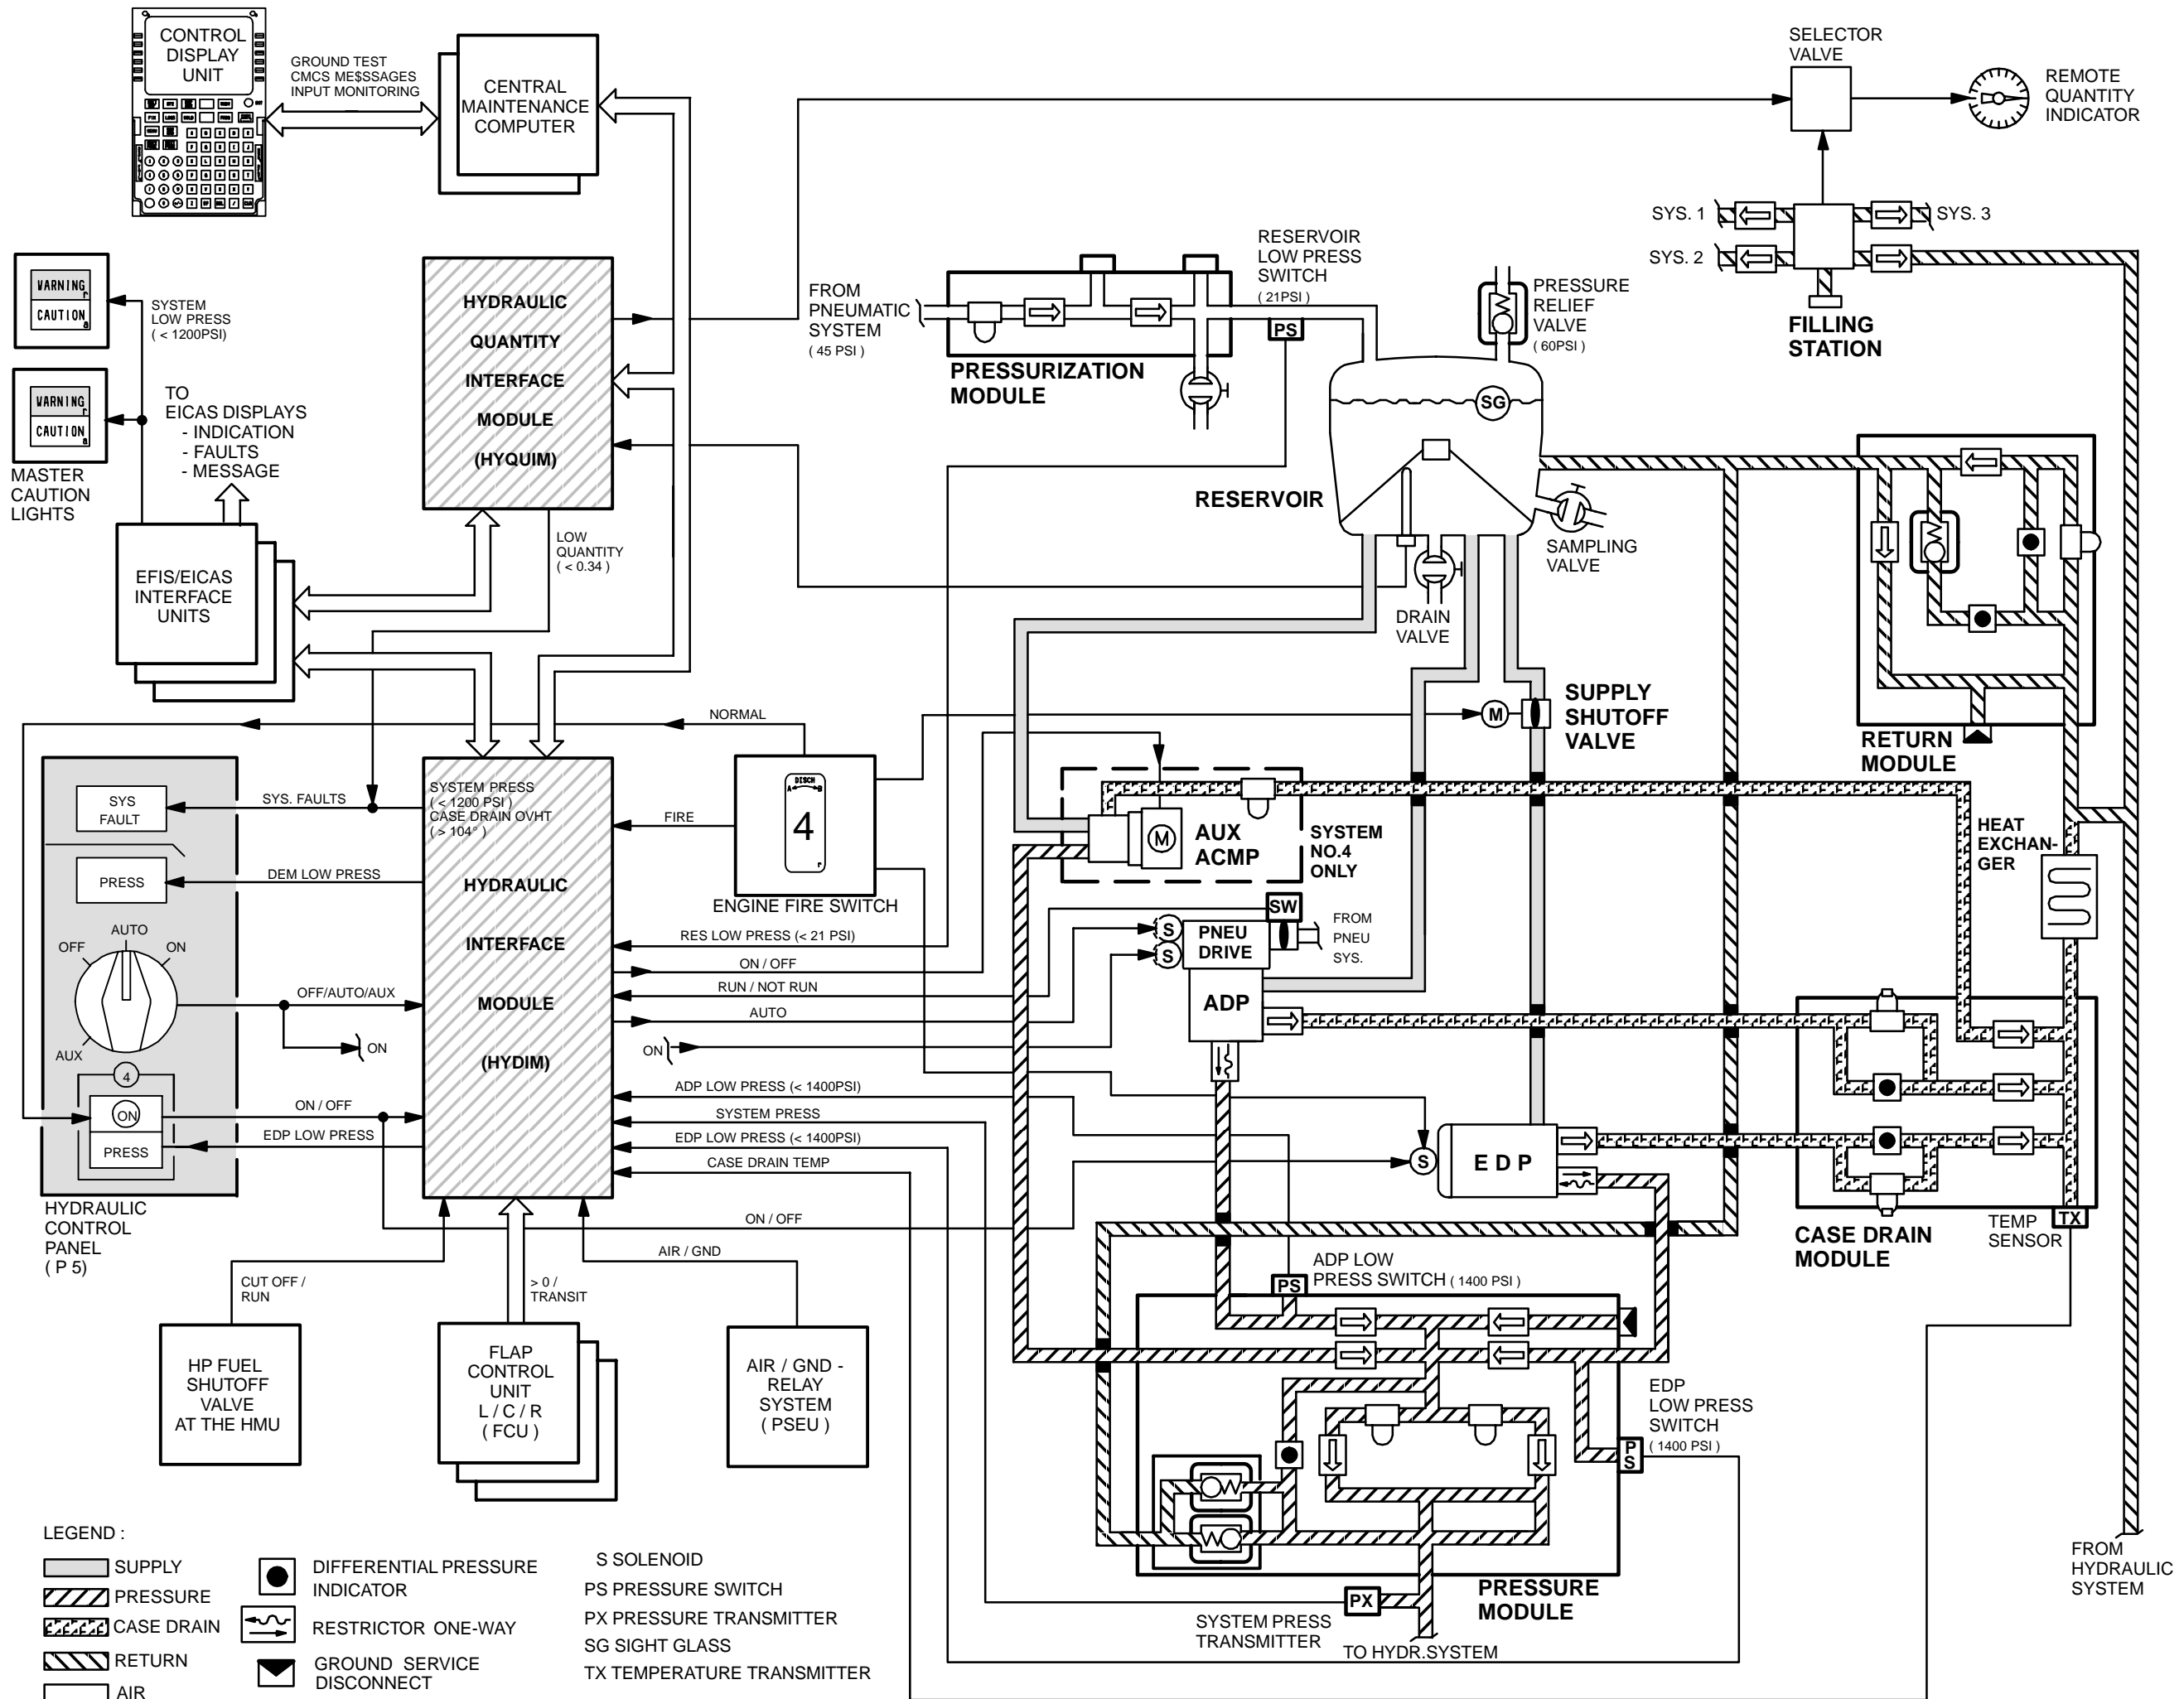 CONTROL
DISPLAY
UNIT
GROUND TEST
CMCS ME$SSAGES
INPUT MONITORING
CENTRAL
MAINTENANCE
COMPUTER
SELECTOR
VALVE
REMOTE
QUANTITY
INDICATOR
SYS. 1
SYS. 3
SYS. 2
FILLING
STATION
WARNING
CAUTION
SYSTEM
LOW PRESS
( < 1200PSI)
WARNING
CAUTION
MASTER
CAUTION
LIGHTS
TO
EICAS DISPLAYS
- INDICATION
- FAULTS
- MESSAGE
HYDRAULIC
QUANTITY
INTERFACE
MODULE
(HYQUIM)
FROM
PNEUMATIC
SYSTEM
( 45 PSI )
PRESSURIZATION
MODULE
RESERVOIR
LOW PRESS
SWITCH
( 21PSI )
PS
PRESSURE
RELIEF
VALVE
( 60PSI )
SG
RESERVOIR
SAMPLING
VALVE
DRAIN
VALVE
EFIS/EICAS
INTERFACE
UNITS
LOW
QUANTITY
( < 0.34 )
RETURN
MODULE
SUPPLY
SHUTOFF
VALVE
M
NORMAL
SYS
FAULT
SYS. FAULTS
PRESS
DEM LOW PRESS
AUTO
OFF
ON
AUX
OFF/AUTO/AUX
ON
4
ON
PRESS
ON / OFF
EDP LOW PRESS
HYDRAULIC
CONTROL
PANEL
( P 5)
SYSTEM PRESS
( < 1200 PSI )
CASE DRAIN OVHT
( > 104° )
HYDRAULIC
INTERFACE
MODULE
(HYDIM)
DISCH
A
B
4
r
FIRE
ENGINE FIRE SWITCH
RES LOW PRESS (< 21 PSI)
ON / OFF
RUN / NOT RUN
AUTO
ON
ADP LOW PRESS (< 1400PSI)
SYSTEM PRESS
EDP LOW PRESS (< 1400PSI)
CASE DRAIN TEMP
ON / OFF
M
AUX
ACMP
SYSTEM
NO.4
ONLY
SW
S
S
PNEU
DRIVE
FROM
PNEU
SYS.
ADP
S
E D P
HEAT
EXCHAN-
GER
TEMP
SENSOR
TX
CASE DRAIN
MODULE
CUT OFF /
RUN
> 0 /
TRANSIT
AIR / GND
HP FUEL
SHUTOFF
VALVE
AT THE HMU
FLAP
CONTROL
UNIT
L / C / R
( FCU )
AIR / GND -
RELAY
SYSTEM
( PSEU )
PS
ADP LOW
PRESS SWITCH ( 1400 PSI )
EDP
LOW PRESS
SWITCH
( 1400 PSI )
P
S
PRESSURE
MODULE
PX
SYSTEM PRESS
TRANSMITTER
TO HYDR.SYSTEM
FROM
HYDRAULIC
SYSTEM
LEGEND :
SUPPLY
PRESSURE
CASE DRAIN
RETURN
AIR
DIFFERENTIAL PRESSURE
INDICATOR
RESTRICTOR ONE-WAY
GROUND SERVICE
DISCONNECT
S SOLENOID
PS PRESSURE SWITCH
PX PRESSURE TRANSMITTER
SG SIGHT GLASS
TX TEMPERATURE TRANSMITTER